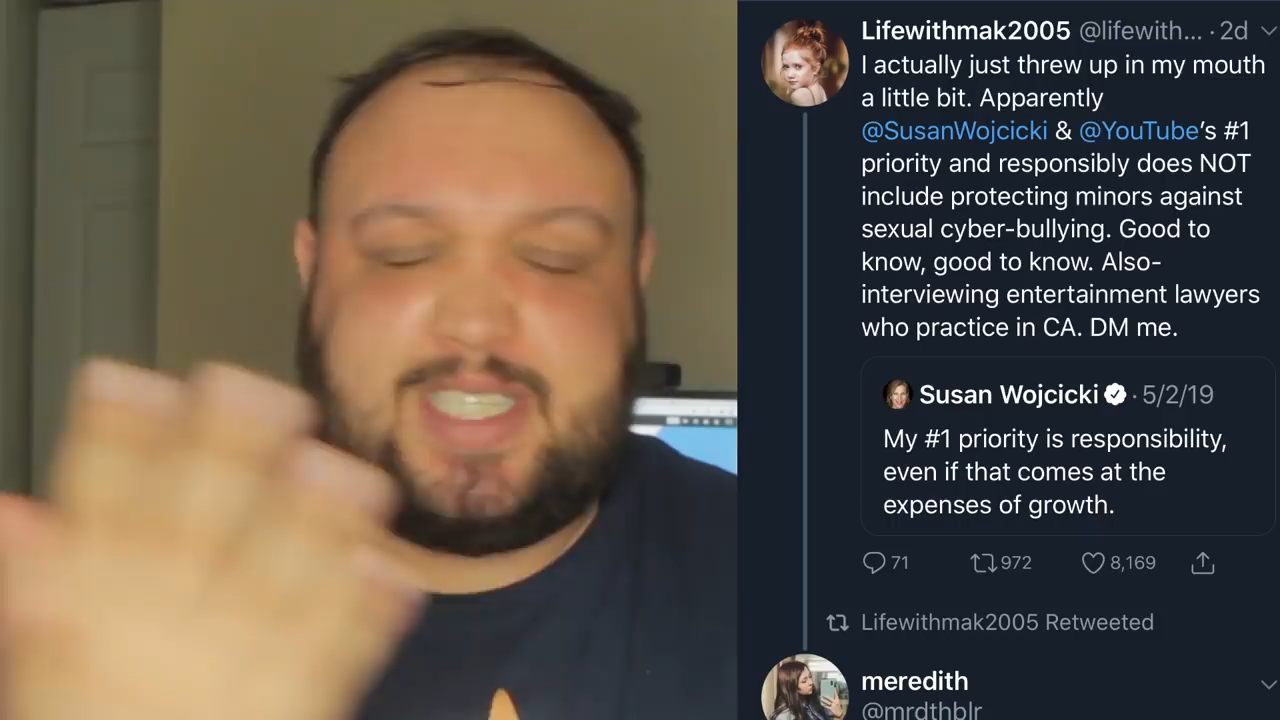 Lifewithmak2005 @lifewith... · 2d
I actually just threw up in my mouth
a little bit. Apparently
@SusanWojcicki & @YouTube's #1
priority and responsibly does NOT
include protecting minors against
sexual cyber-bullying. Good to
know, good to know. Also-
interviewing entertainment lawyers
who practice in CA. DM me.
Susan Wojcicki · 5/2/19
My #1 priority is responsibility,
even if that comes at the
expenses of growth.
71 972 8,169
Lifewithmak2005 Retweeted
meredith
@mrdthblr